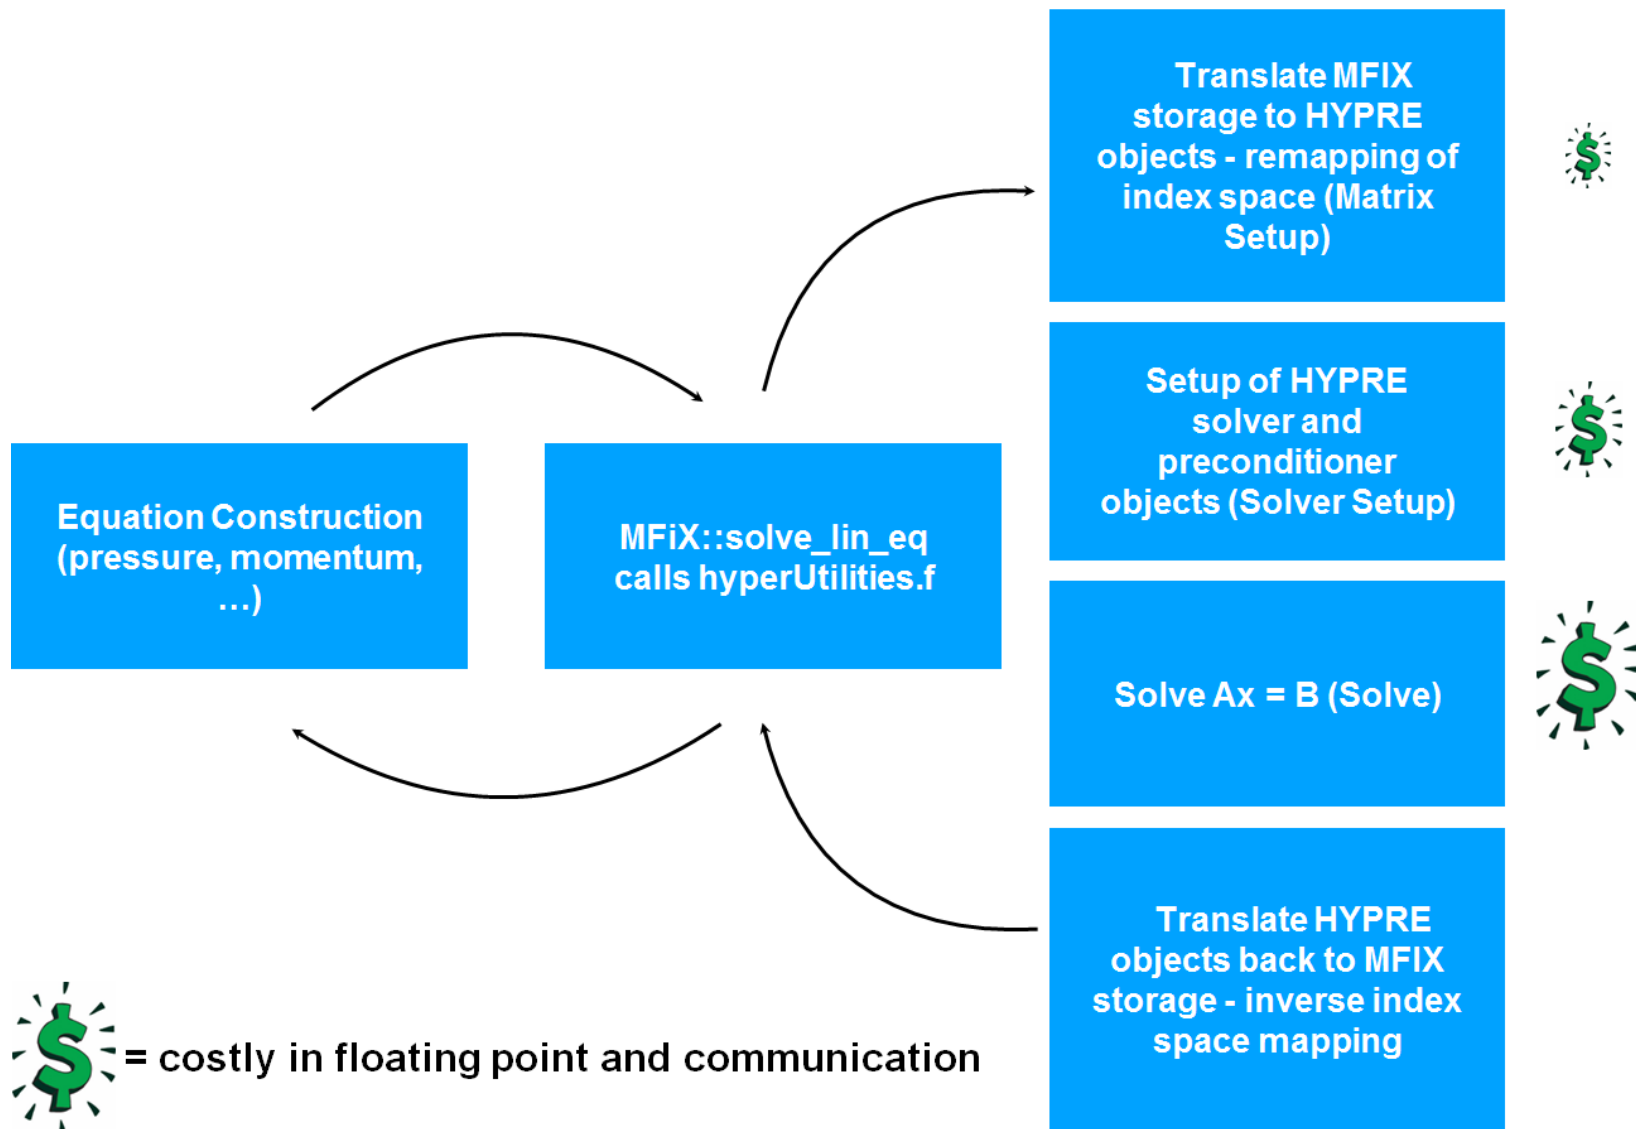 Translate MFIX
storage to HYPRE
objects - remapping of
index space (Matrix
Setup)
Setup of HYPRE
solver and
preconditioner
objects (Solver Setup)
Equation Construction
(pressure, momentum,
…)
MFiX::solve_lin_eq
calls hyperUtilities.f
Solve Ax = B (Solve)
Translate HYPRE
objects back to MFIX
storage - inverse index
space mapping
= costly in floating point and communication